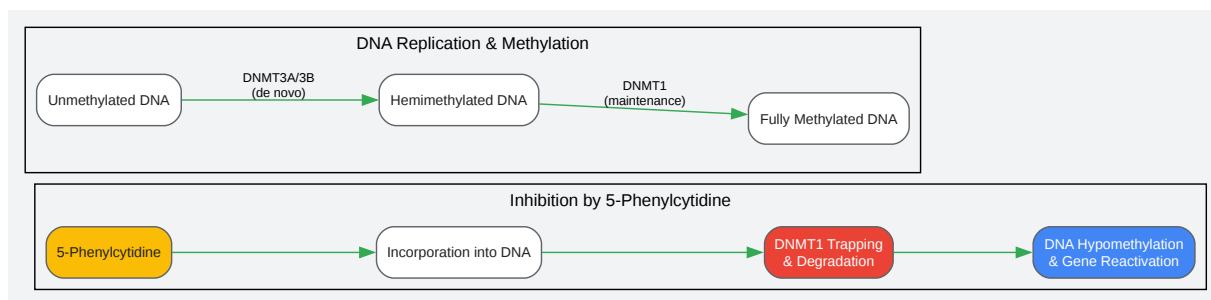 DNA Replication & Methylation
Unmethylated DNA
DNMT3A/3B
(de novo)
Hemimethylated DNA
DNMT1
(maintenance)
Fully Methylated DNA
Inhibition by 5-Phenylcytidine
5-Phenylcytidine
Incorporation into DNA
DNMT1 Trapping
& Degradation
DNA Hypomethylation
& Gene Reactivation